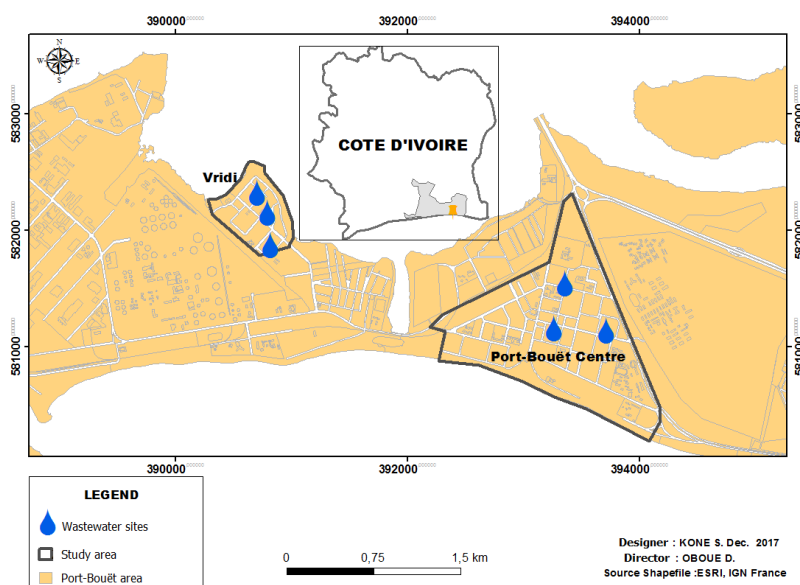 390000
392000
394000
N
W E
S
583000
583000
COTE D'IVOIRE
Vridi
582000
582000
581000
581000
Port-Bouët Centre
390000
392000
394000
LEGEND
Wastewater sites
Study area
Port-Bouët area
0 0,75 1,5 km
Designer : KONE S. Dec. 2017
Director : OBOUE D.
Source Shapefile :ESRI, IGN France